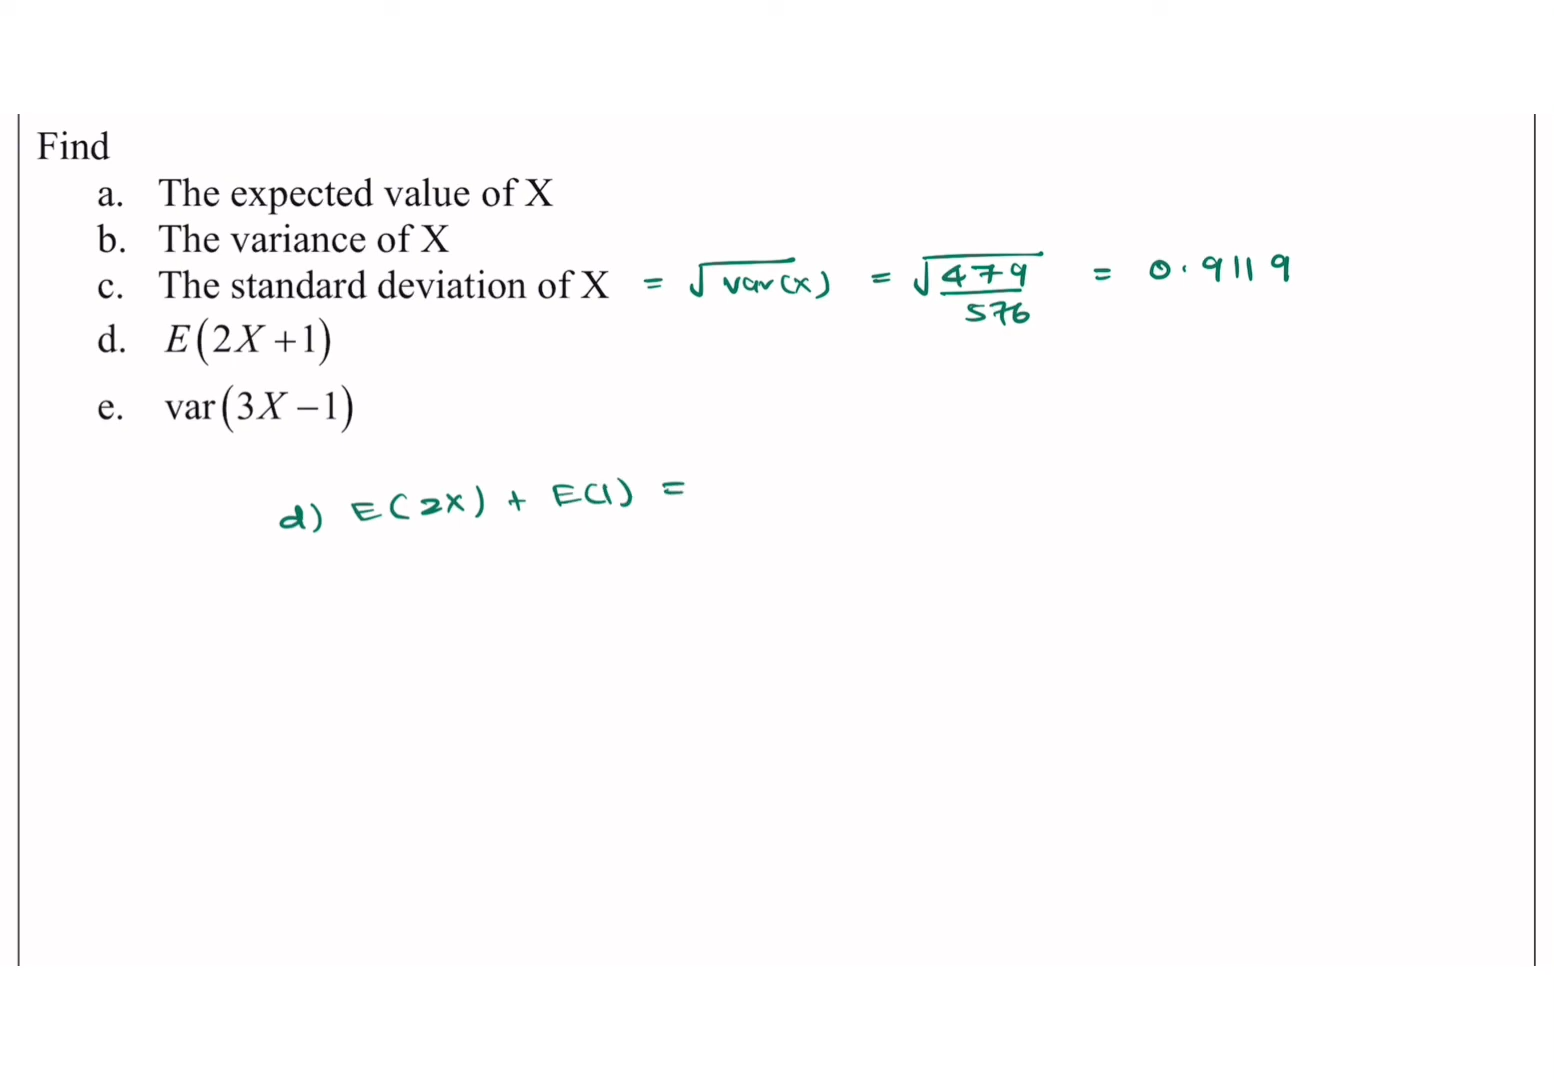 Find
a. The expected value of X
b. The variance of X
c. The standard deviation of X = √var(x) = √479/576 = 0.9119
d. E(2X+1)
e. var(3X−1)
d) E(2x) + E(1) =